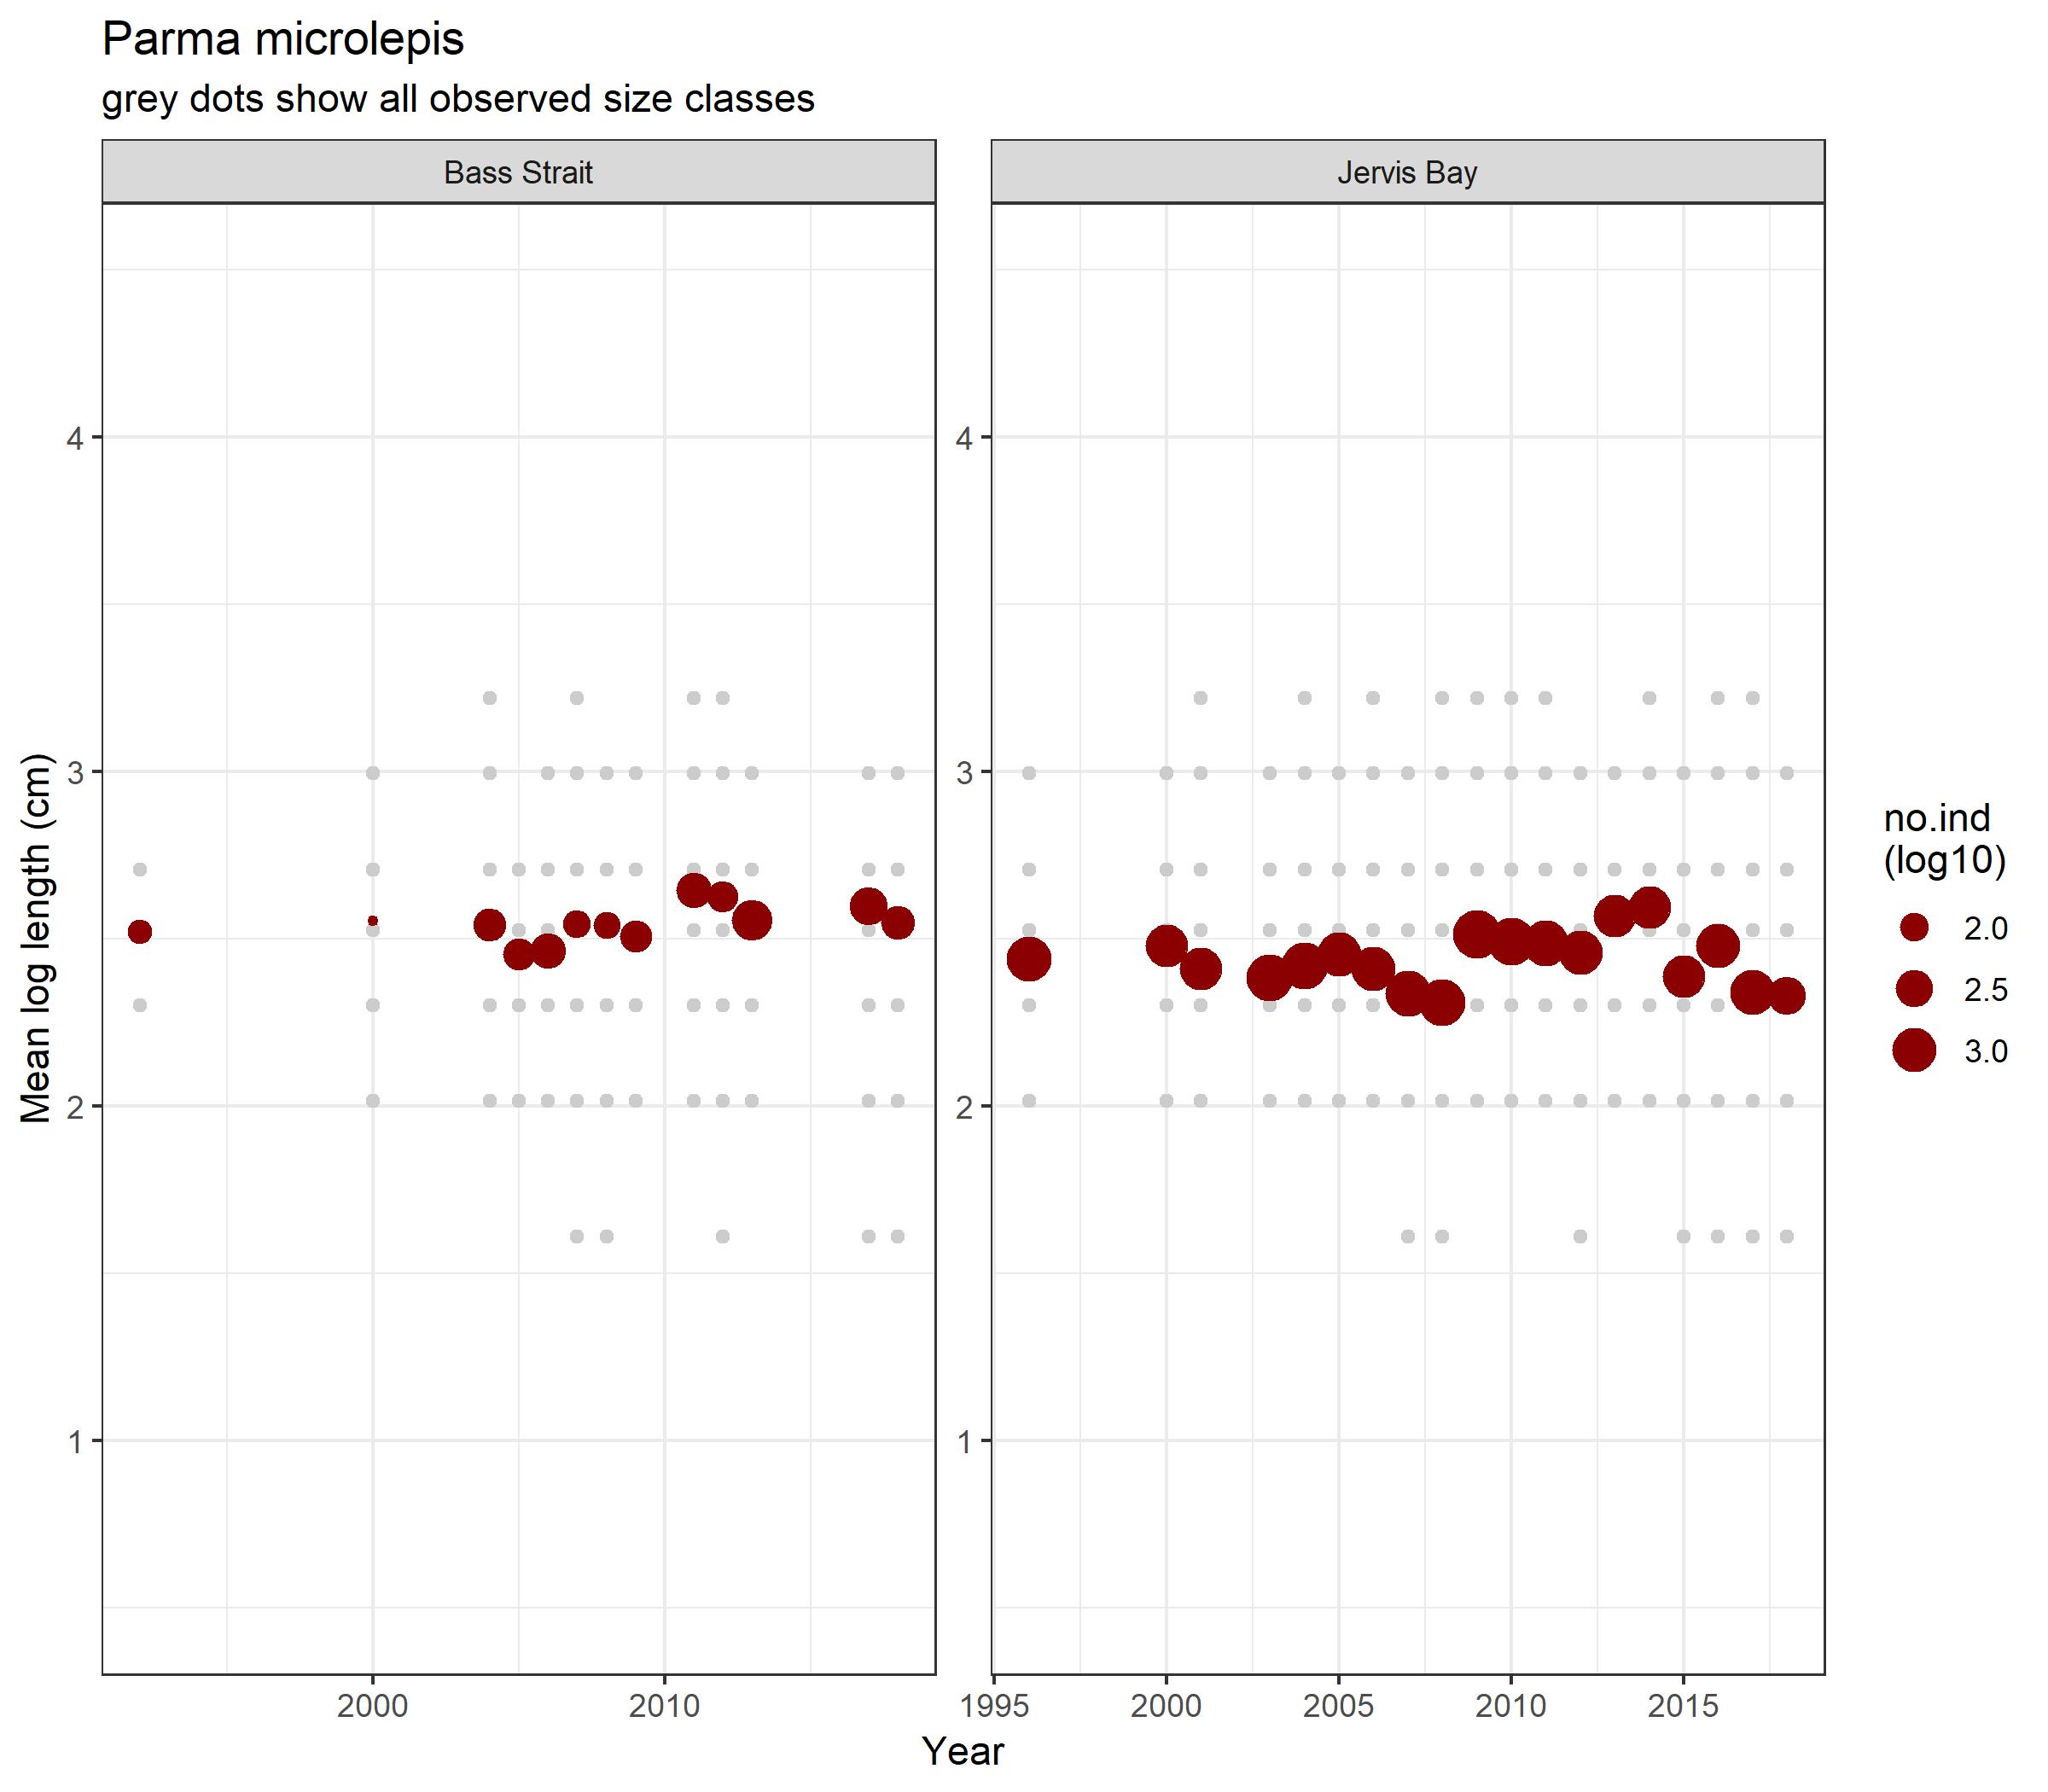 Parma microlepis
grey dots show all observed size classes
Bass Strait
Jervis Bay
Mean log length (cm)
4
3
2
1
4
3
2
1
2000
2010
1995
2000
2005
2010
2015
Year
no.ind
(log10)
2.0
2.5
3.0